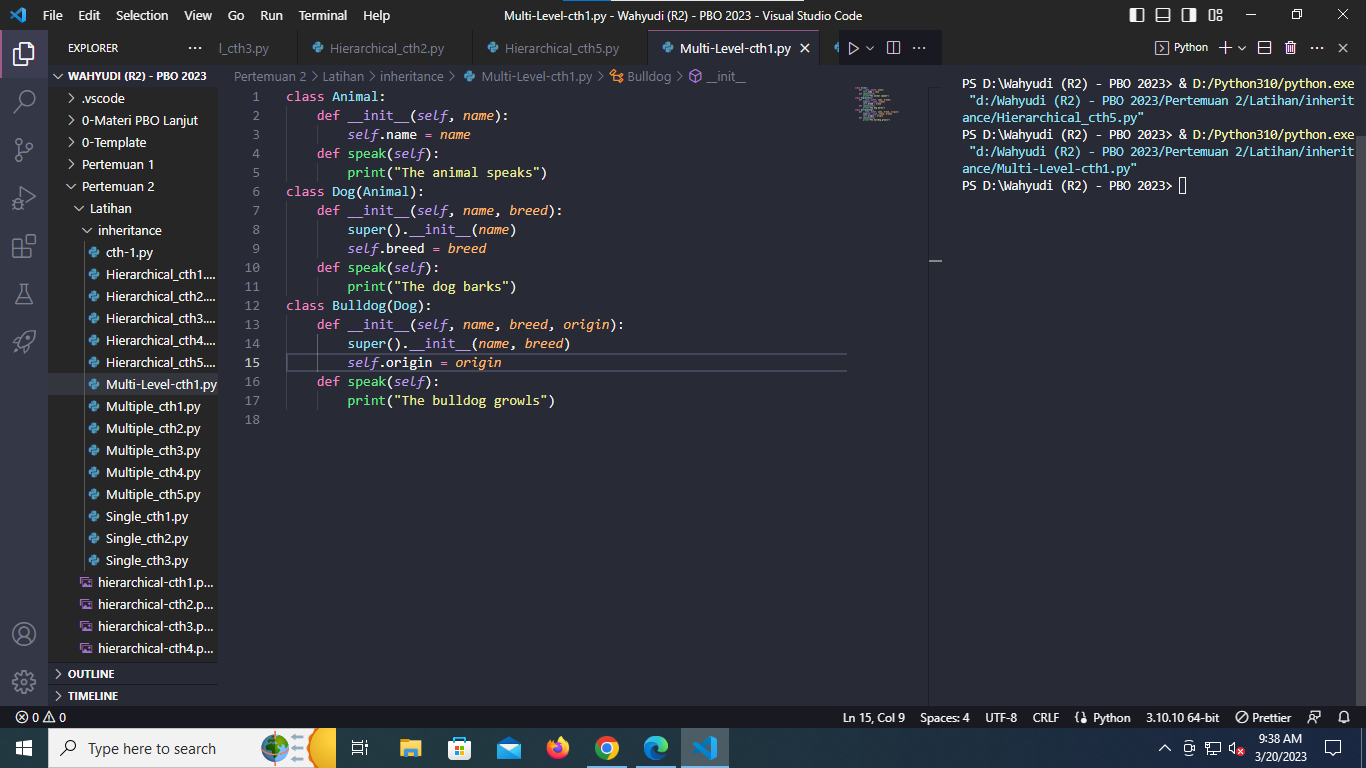 File Edit Selection View Go Run Terminal Help
Multi-Level-cth1.py - Wahyudi (R2) - PBO 2023 - Visual Studio Code
EXPLORER
l_cth3.py
Hierarchical_cth2.py
Hierarchical_cth5.py
Multi-Level-cth1.py
Python
WAHYUDI (R2) - PBO 2023
.vscode
0-Materi PBO Lanjut
0-Template
Pertemuan 1
Pertemuan 2
Latihan
inheritance
cth-1.py
Hierarchical_cth1....
Hierarchical_cth2....
Hierarchical_cth3....
Hierarchical_cth4....
Hierarchical_cth5....
Multi-Level-cth1.py
Multiple_cth1.py
Multiple_cth2.py
Multiple_cth3.py
Multiple_cth4.py
Multiple_cth5.py
Single_cth1.py
Single_cth2.py
Single_cth3.py
hierarchical-cth1.p...
hierarchical-cth2.p...
hierarchical-cth3.p...
hierarchical-cth4.p...
OUTLINE
TIMELINE
Pertemuan 2 > Latihan > inheritance > Multi-Level-cth1.py > Bulldog > __init__
1 class Animal:
2     def __init__(self, name):
3         self.name = name
4     def speak(self):
5         print("The animal speaks")
6 class Dog(Animal):
7     def __init__(self, name, breed):
8         super().__init__(name)
9         self.breed = breed
10     def speak(self):
11         print("The dog barks")
12 class Bulldog(Dog):
13     def __init__(self, name, breed, origin):
14         super().__init__(name, breed)
15         self.origin = origin
16     def speak(self):
17         print("The bulldog growls")
18
PS D:\Wahyudi (R2) - PBO 2023> & D:/Python310/python.exe
"d:/Wahyudi (R2) - PBO 2023/Pertemuan 2/Latihan/inherit
ance/Hierarchical_cth5.py"
PS D:\Wahyudi (R2) - PBO 2023> & D:/Python310/python.exe
"d:/Wahyudi (R2) - PBO 2023/Pertemuan 2/Latihan/inherit
ance/Multi-Level-cth1.py"
PS D:\Wahyudi (R2) - PBO 2023>
0 0
Ln 15, Col 9 Spaces: 4 UTF-8 CRLF Python 3.10.10 64-bit Prettier
Type here to search
9:38 AM
3/20/2023